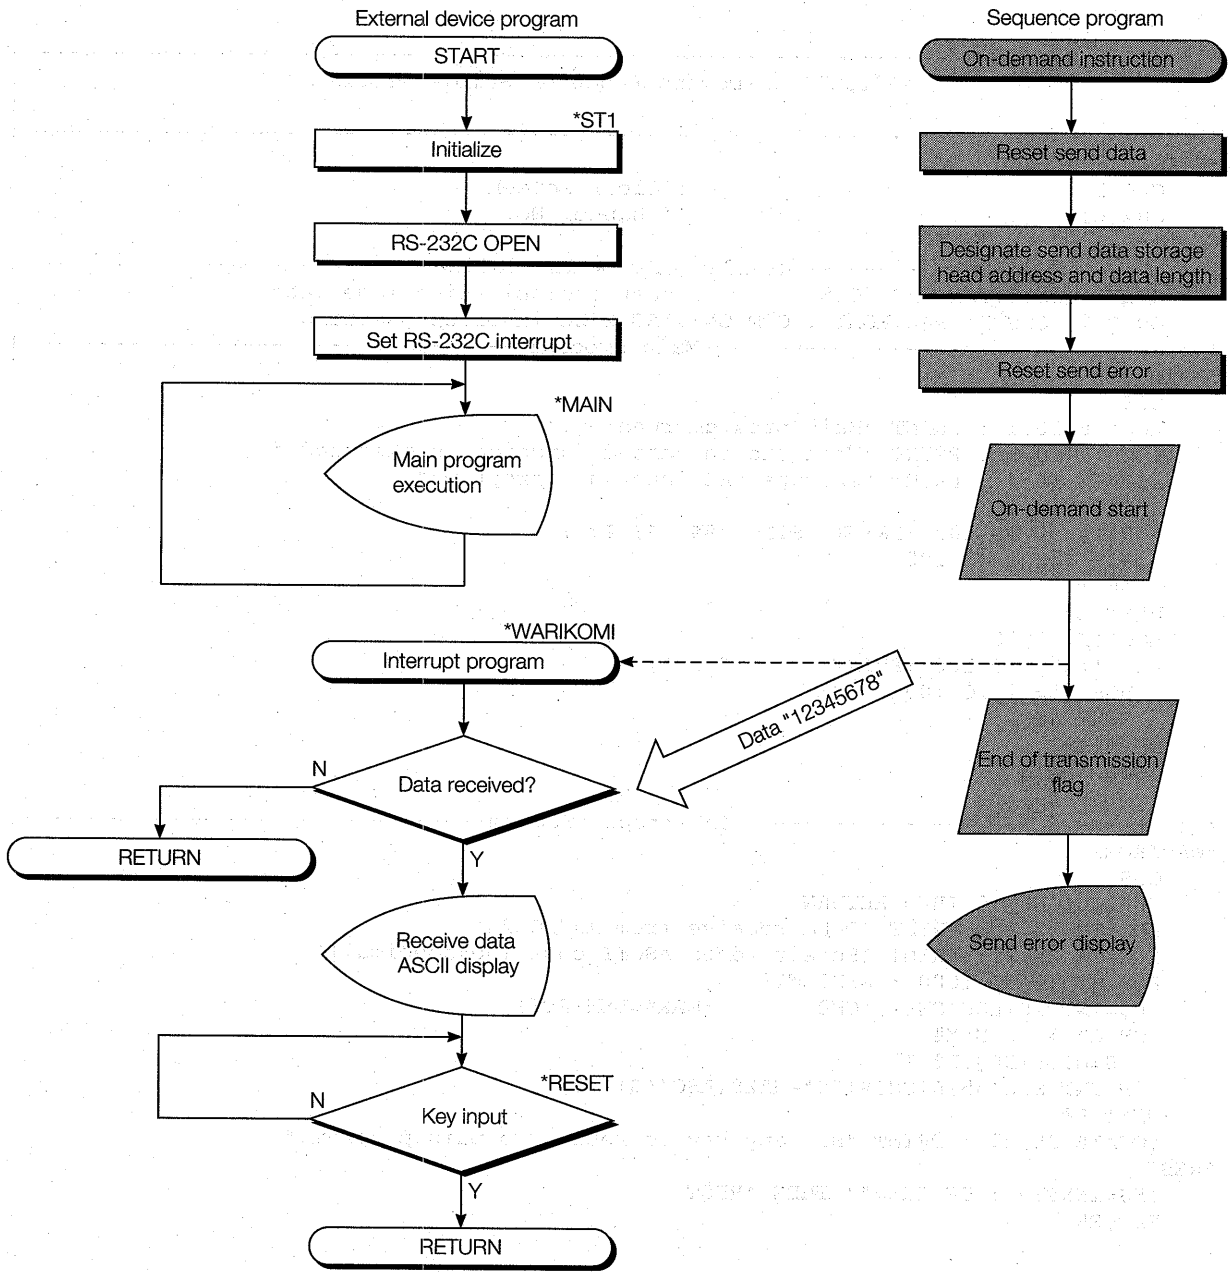 External device program
START
*ST1
Initialize
RS-232C OPEN
Set RS-232C interrupt
*MAIN
Main program
execution
*WARIKOMI
Interrupt program
Data "12345678"
N
Data received?
RETURN
Y
Receive data
ASCII display
*RESET
N
Key input
Y
RETURN
Sequence program
On-demand instruction
Reset send data
Designate send data storage
head address and data length
Reset send error
On-demand start
End of transmission
flag
Send error display